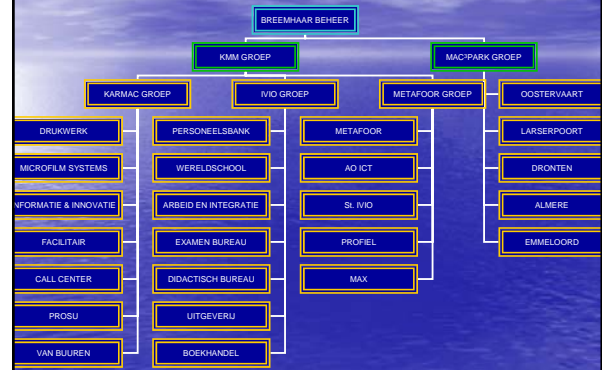 BREEMHAAR BEHEER
KMM GROEP
MAC³PARK GROEP
KARMAC GROEP
IVIO GROEP
METAFOOR GROEP
OOSTERVAART
DRUKWERK
PERSONEELSBANK
METAFOOR
LARSERPOORT
MICROFILM SYSTEMS
WERELDSCHOOL
AO ICT
DRONTEN
NFORMATIE & INNOVATIE
ARBEID EN INTEGRATIE
St. IVIO
ALMERE
FACILITAIR
EXAMEN BUREAU
PROFIEL
EMMELOORD
CALL CENTER
DIDACTISCH BUREAU
MAX
PROSU
UITGEVERIJ
VAN BUUREN
BOEKHANDEL